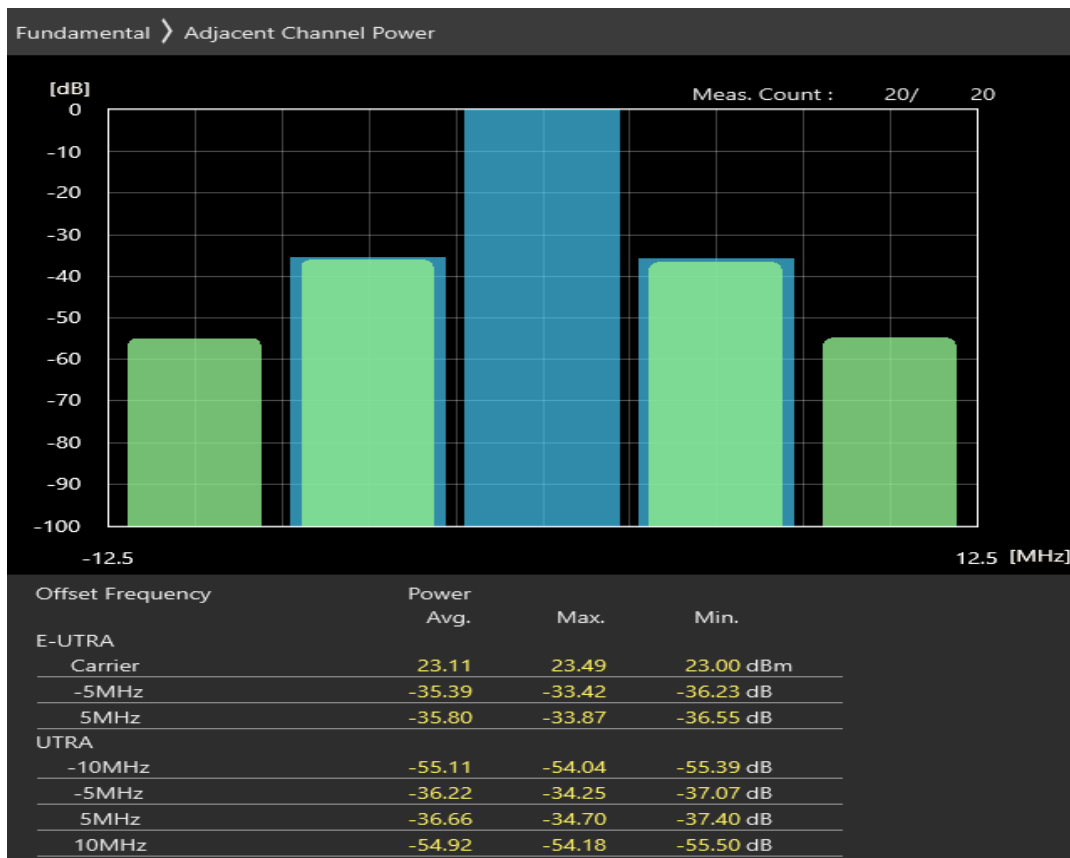 Fundamental 〉 Adjacent Channel Power
[dB]
Meas. Count : 20/ 20
0
-10
-20
-30
-40
-50
-60
-70
-80
-90
-100
-12.5 12.5 [MHz]
Offset Frequency Power
Avg. Max. Min.
E-UTRA
Carrier 23.11 23.49 23.00 dBm
-5MHz -35.39 -33.42 -36.23 dB
5MHz -35.80 -33.87 -36.55 dB
UTRA
-10MHz -55.11 -54.04 -55.39 dB
-5MHz -36.22 -34.25 -37.07 dB
5MHz -36.66 -34.70 -37.40 dB
10MHz -54.92 -54.18 -55.50 dB